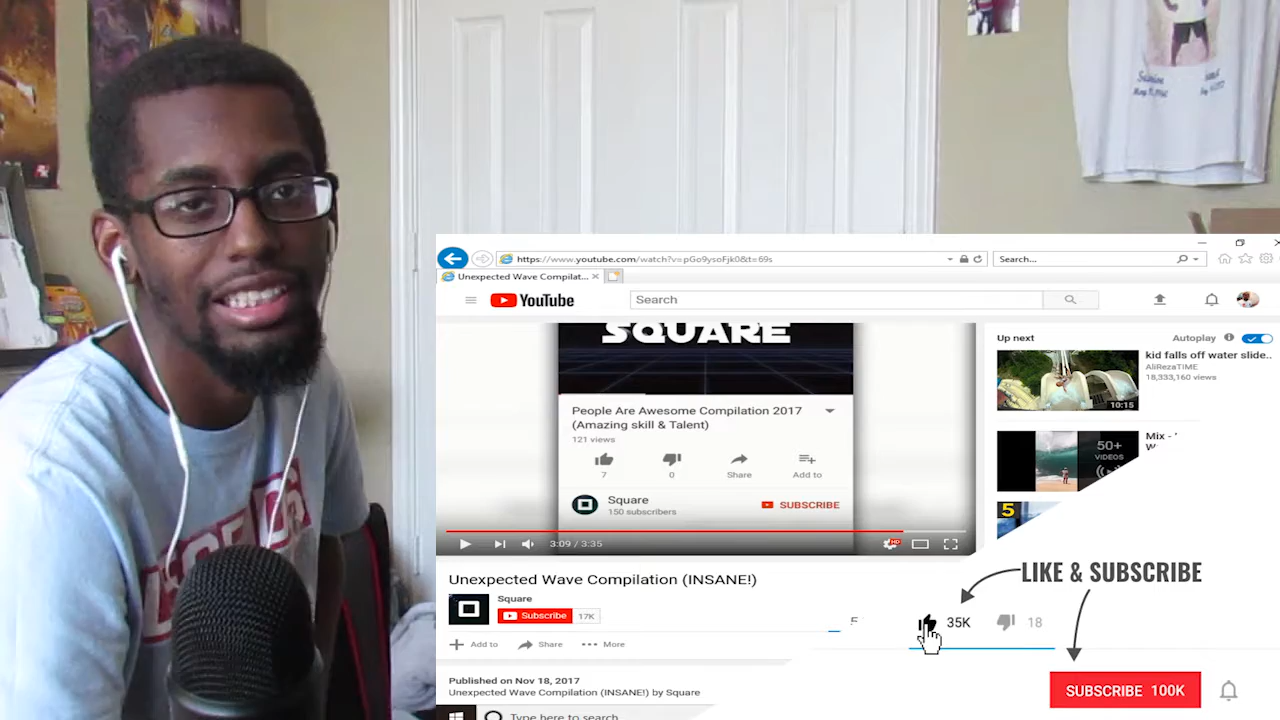 https://www.youtube.com/watch?v=pGo9ysoFjk0&t=69s
Search...
Unexpected Wave Compilat...
YouTube
Search
SQUARE
People Are Awesome Compilation 2017
(Amazing skill & Talent)
121 views
7
0
Share
Add to
Square
150 subscribers
SUBSCRIBE
3:09 / 3:35
HD
Up next
Autoplay
kid falls off water slide..
AliRezaTIME
18,333,160 views
10:15
Mix - '
50+
VIDEOS
5
Unexpected Wave Compilation (INSANE!)
Square
Subscribe 17K
Add to
Share
More
Published on Nov 18, 2017
Unexpected Wave Compilation (INSANE!) by Square
Type here to search
LIKE & SUBSCRIBE
35K
18
SUBSCRIBE 100K